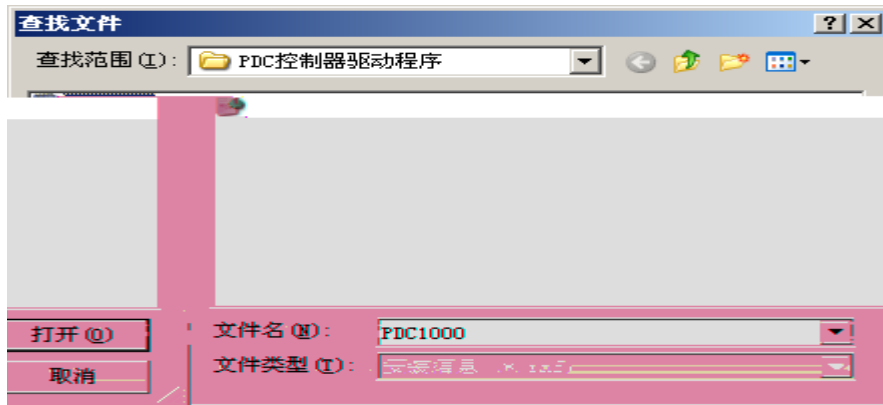 查找文件
查找范围(I): PDC控制器驱动程序
打开(O)
文件名(N): PDC1000
取消
文件类型(T):